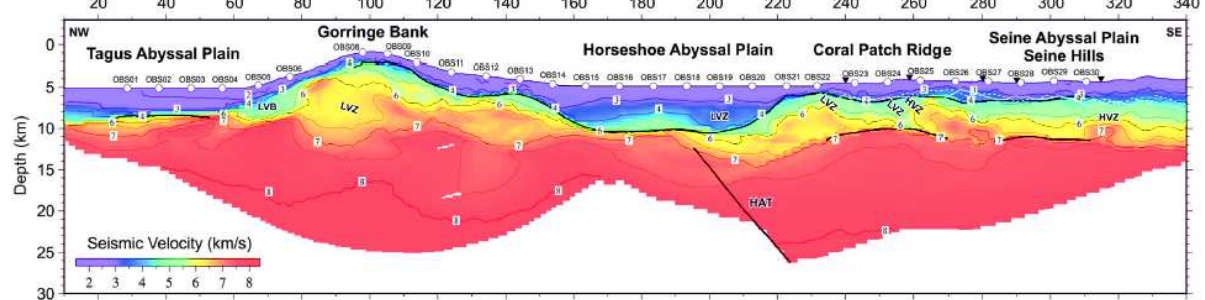 20 40 60 80 100 120 140 160 180 200 220 240 260 280 300 320 340
NW Gorringe Bank SE
Tagus Abyssal Plain Horseshoe Abyssal Plain Coral Patch Ridge Seine Abyssal Plain
Seine Hills
OBS01 OBS02 OBS03 OBS04 OBS05 OBS06 OBS08 OBS09 OBS10 OBS11 OBS12 OBS13 OBS14 OBS15 OBS16 OBS17 OBS18 OBS19 OBS20 OBS21 OBS22 OBS23 OBS24 OBS25 OBS26 OBS27 OBS28 OBS29 OBS30
LVB LVZ LVZ LVZ LVZ HVZ HVZ
HAT
Depth (km)
0
5
10
15
20
25
30
Seismic Velocity (km/s)
2 3 4 5 6 7 8